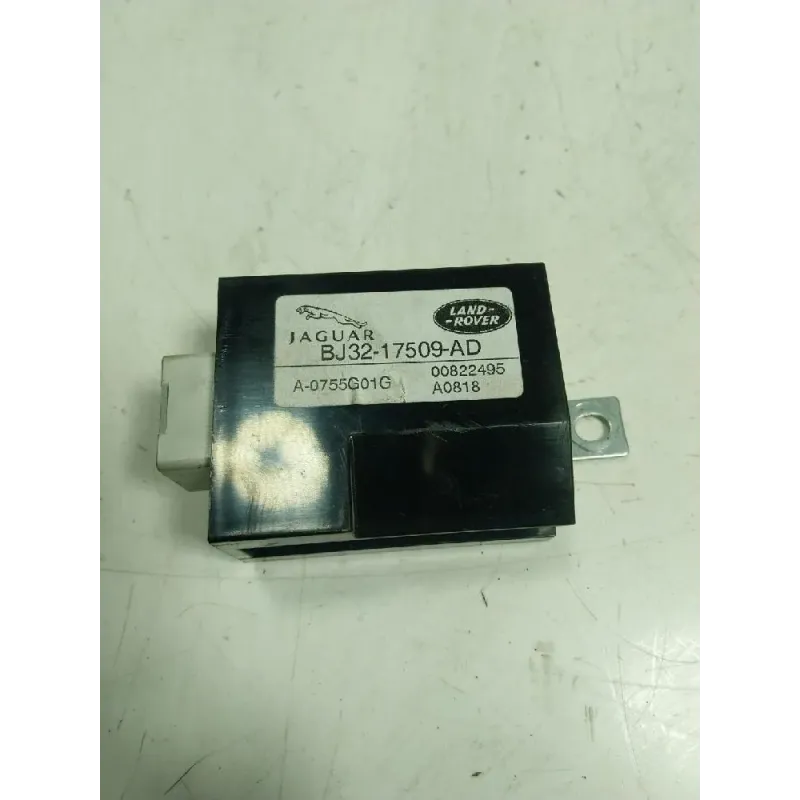 JAGUAR
LAND-
-ROVER
BJ32-17509-AD
A-0755G01G
00822495
A0818